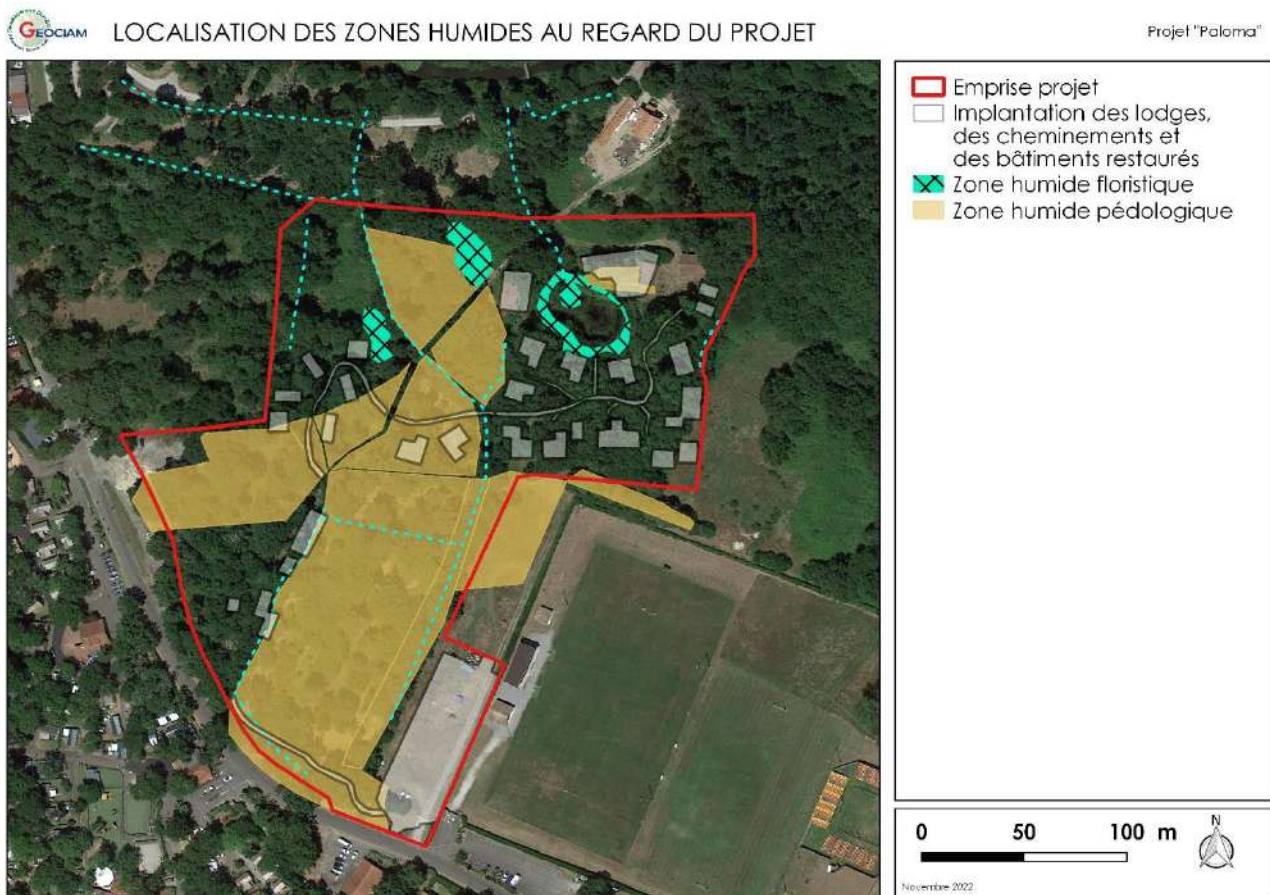 GEOCIAM
LOCALISATION DES ZONES HUMIDES AU REGARD DU PROJET
Projet "Paloma"
Emprise projet
Implantation des lodges,
des cheminements et
des bâtiments restaurés
Zone humide floristique
Zone humide pédologique
0 50 100 m
N
Novembre 2022